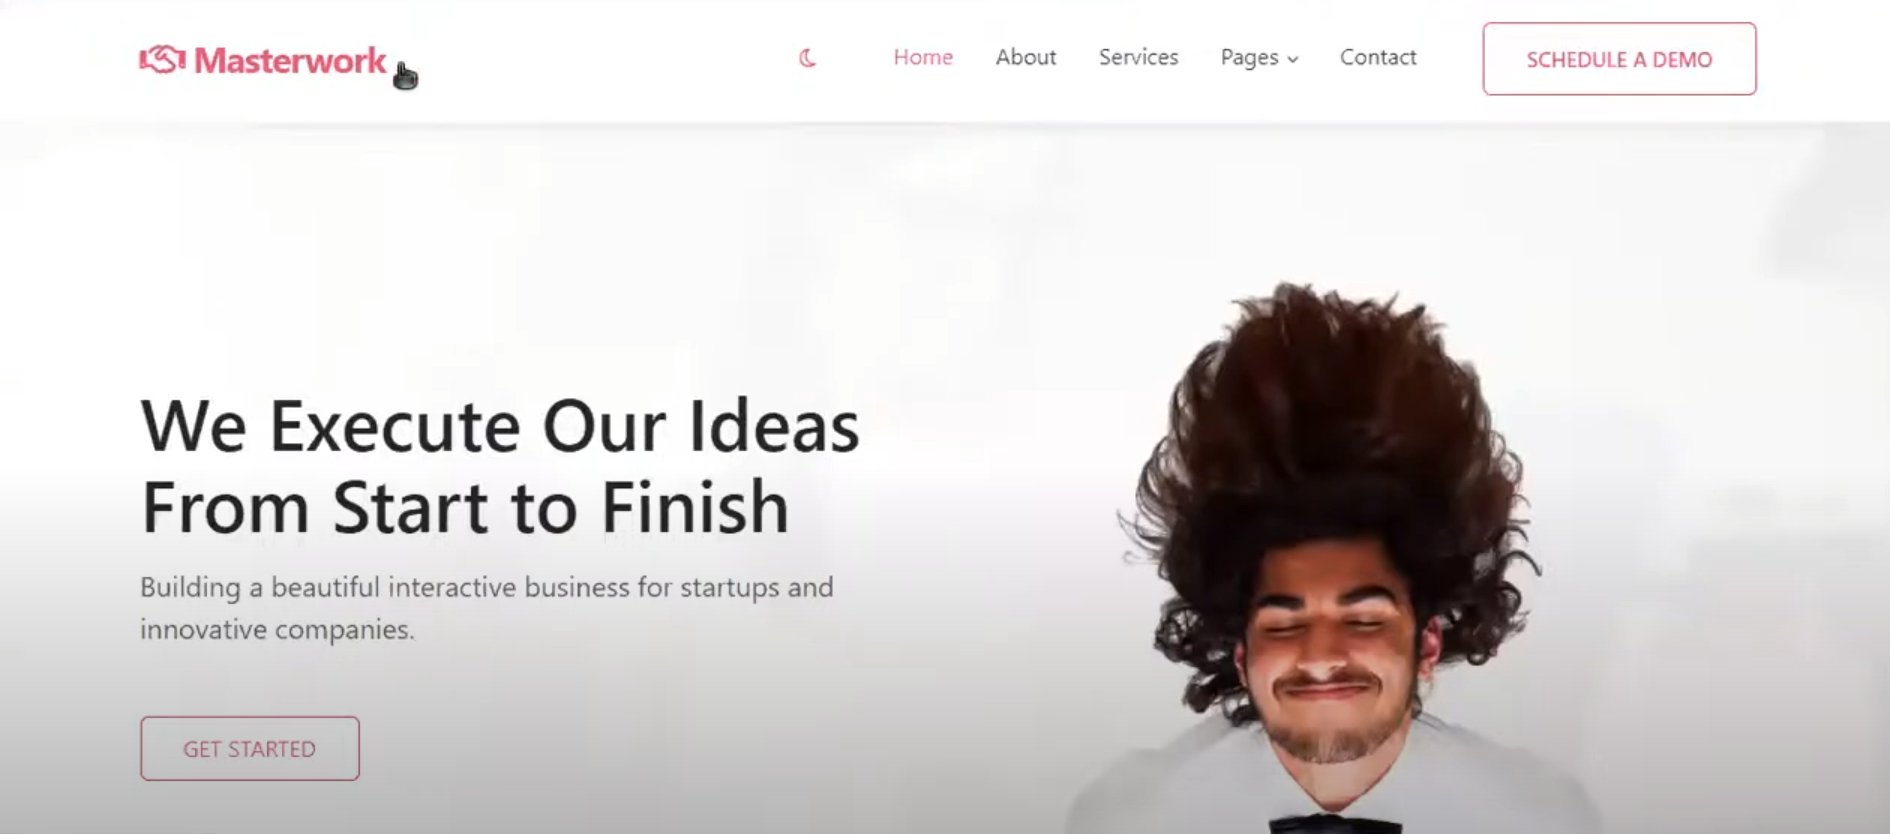 Masterwork
Home About Services Pages Contact SCHEDULE A DEMO
We Execute Our Ideas
From Start to Finish
Building a beautiful interactive business for startups and
innovative companies.
GET STARTED